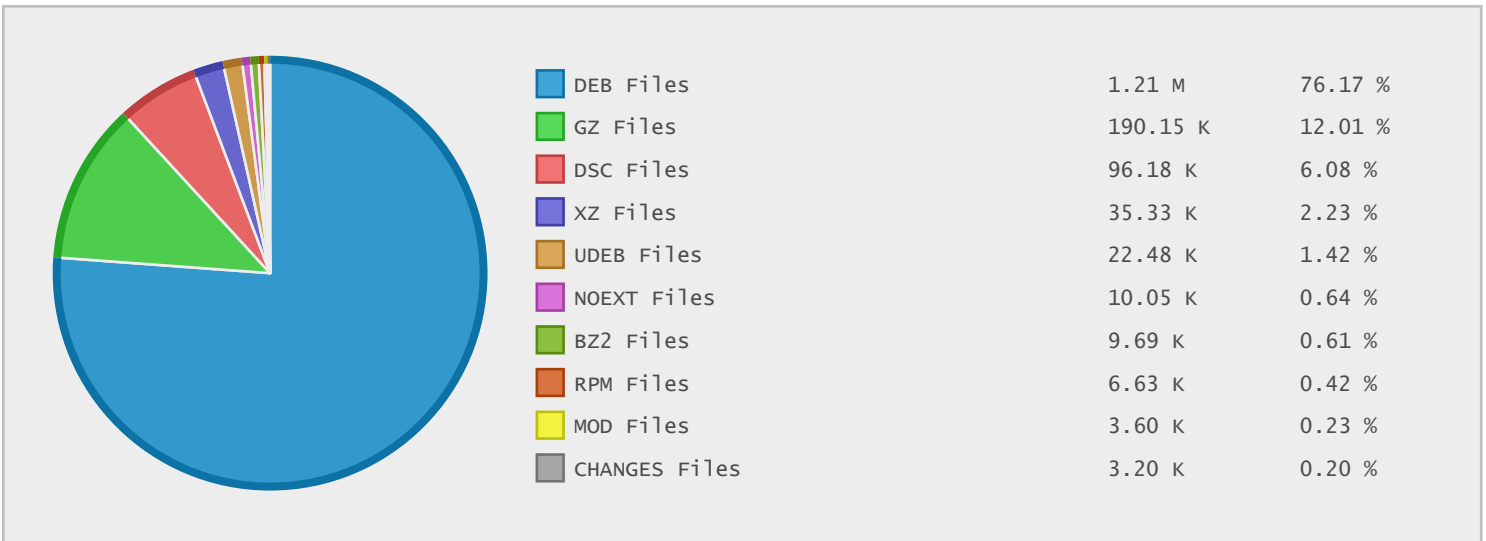 DEB Files 1.21 M 76.17 %
GZ Files 190.15 K 12.01 %
DSC Files 96.18 K 6.08 %
XZ Files 35.33 K 2.23 %
UDEB Files 22.48 K 1.42 %
NOEXT Files 10.05 K 0.64 %
BZ2 Files 9.69 K 0.61 %
RPM Files 6.63 K 0.42 %
MOD Files 3.60 K 0.23 %
CHANGES Files 3.20 K 0.20 %